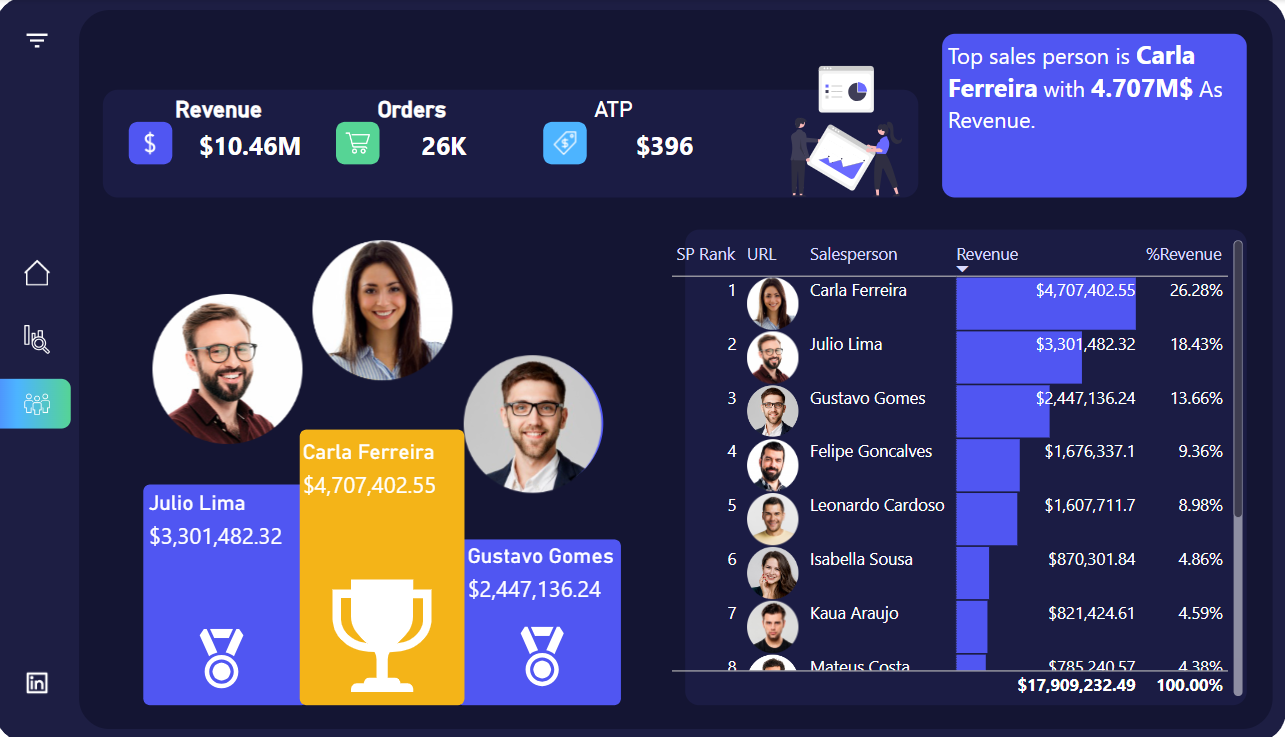 Top sales person is Carla
Ferreira with 4.707M$ As
Revenue.
Revenue Orders ATP
$ $10.46M 26K $ $396
SP Rank URL Salesperson Revenue %Revenue
1 Carla Ferreira $4,707,402.55 26.28%
2 Julio Lima $3,301,482.32 18.43%
3 Gustavo Gomes $2,447,136.24 13.66%
4 Felipe Goncalves $1,676,337.1 9.36%
5 Leonardo Cardoso $1,607,711.7 8.98%
6 Isabella Sousa $870,301.84 4.86%
7 Kaua Araujo $821,424.61 4.59%
8 Mateus Costa $785,240.57 4.38%
$17,909,232.49 100.00%
Carla Ferreira
$4,707,402.55
Julio Lima
$3,301,482.32
Gustavo Gomes
$2,447,136.24
in